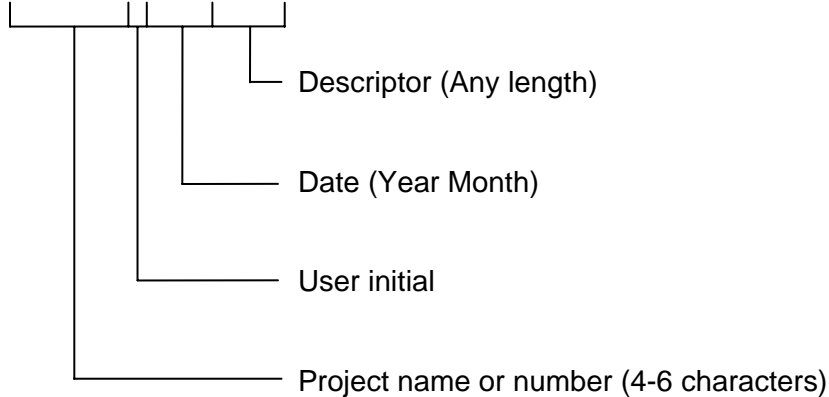 Descriptor (Any length)
Date (Year Month)
User initial
Project name or number (4-6 characters)